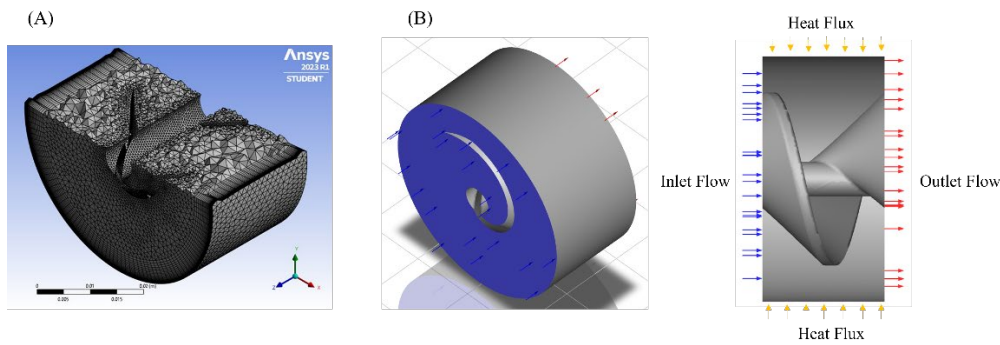 (A)
(B)
Ansys
2023 R1
STUDENT
Y
Z
X
0
0.01
0.02 (m)
0.005
0.015
Heat Flux
Inlet Flow
Outlet Flow
Heat Flux